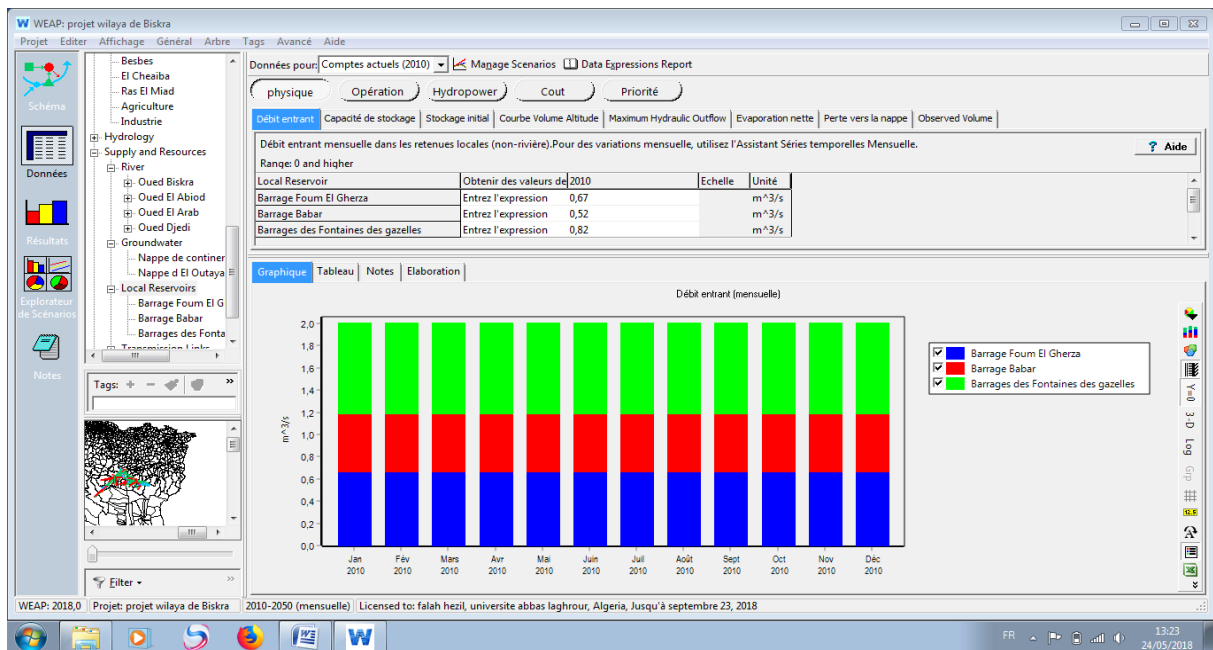 WEAP: projet wilaya de Biskra
Projet Editer Affichage Général Arbre Tags Avancé Aide
Schéma
Données
Résultats
Explorateur
de Scénarios
Notes
Besbes
El Cheaiba
Ras El Miad
Agriculture
Industrie
Hydrology
Supply and Resources
River
Oued Biskra
Oued El Abiod
Oued El Arab
Oued Djedi
Groundwater
Nappe de continer
Nappe d El Outaya
Local Reservoirs
Barrage Foum El G
Barrage Babar
Barrages des Fonta
Transmission Links
Tags:
Filter
Données pour: Comptes actuels (2010) Manage Scenarios Data Expressions Report
physique Opération Hydropower Cout Priorité
Débit entrant Capacité de stockage Stockage initial Courbe Volume Altitude Maximum Hydraulic Outflow Evaporation nette Perte vers la nappe Observed Volume
Débit entrant mensuelle dans les retenues locales (non-rivière).Pour des variations mensuelle, utilisez l'Assistant Séries temporelles Mensuelle.
? Aide
Range: 0 and higher
Local Reservoir Obtenir des valeurs de 2010 Echelle Unité
Barrage Foum El Gherza Entrez l'expression 0,67 m^3/s
Barrage Babar Entrez l'expression 0,52 m^3/s
Barrages des Fontaines des gazelles Entrez l'expression 0,82 m^3/s
Graphique Tableau Notes Elaboration
Débit entrant (mensuelle)
m^3/s
2,0
1,8
1,6
1,4
1,2
1,0
0,8
0,6
0,4
0,2
0,0
Jan Fév Mars Avr Mai Juin Juil Août Sept Oct Nov Déc
2010 2010 2010 2010 2010 2010 2010 2010 2010 2010 2010 2010
Barrage Foum El Gherza
Barrage Babar
Barrages des Fontaines des gazelles
Y=0
3-D
Log
Grp
12.5
WEAP: 2018,0 Projet: projet wilaya de Biskra 2010-2050 (mensuelle) Licensed to: falah hezil, universite abbas laghrour, Algeria, Jusqu'à septembre 23, 2018
FR
13:23
24/05/2018